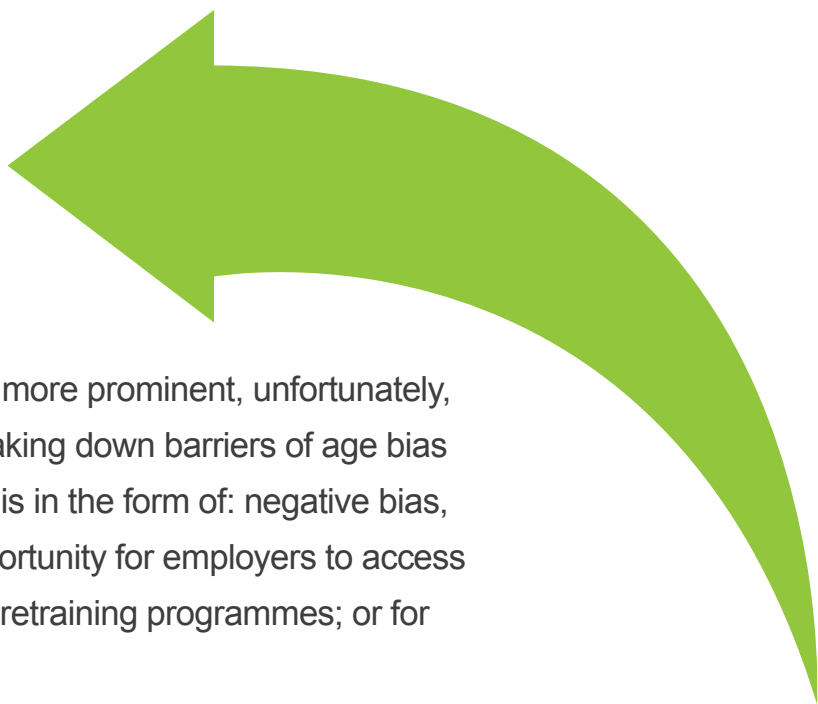 more prominent, unfortunately,
aking down barriers of age bias
is in the form of: negative bias,
ortunity for employers to access
retraining programmes; or for